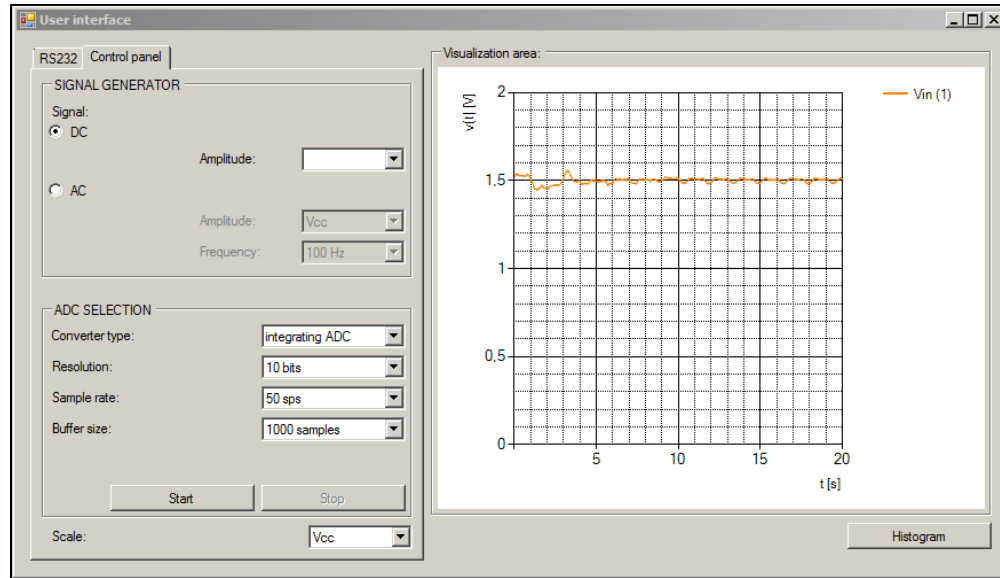 User interface
RS232 Control panel
SIGNAL GENERATOR
Signal:
DC
Amplitude:
AC
Amplitude: Vcc
Frequency: 100 Hz
ADC SELECTION
Converter type: integrating ADC
Resolution: 10 bits
Sample rate: 50 sps
Buffer size: 1000 samples
Start Stop
Scale: Vcc
Visualization area:
v(t) [V]
2
1,5
1
0,5
0
5 10 15 20
t [s]
Vin (1)
Histogram